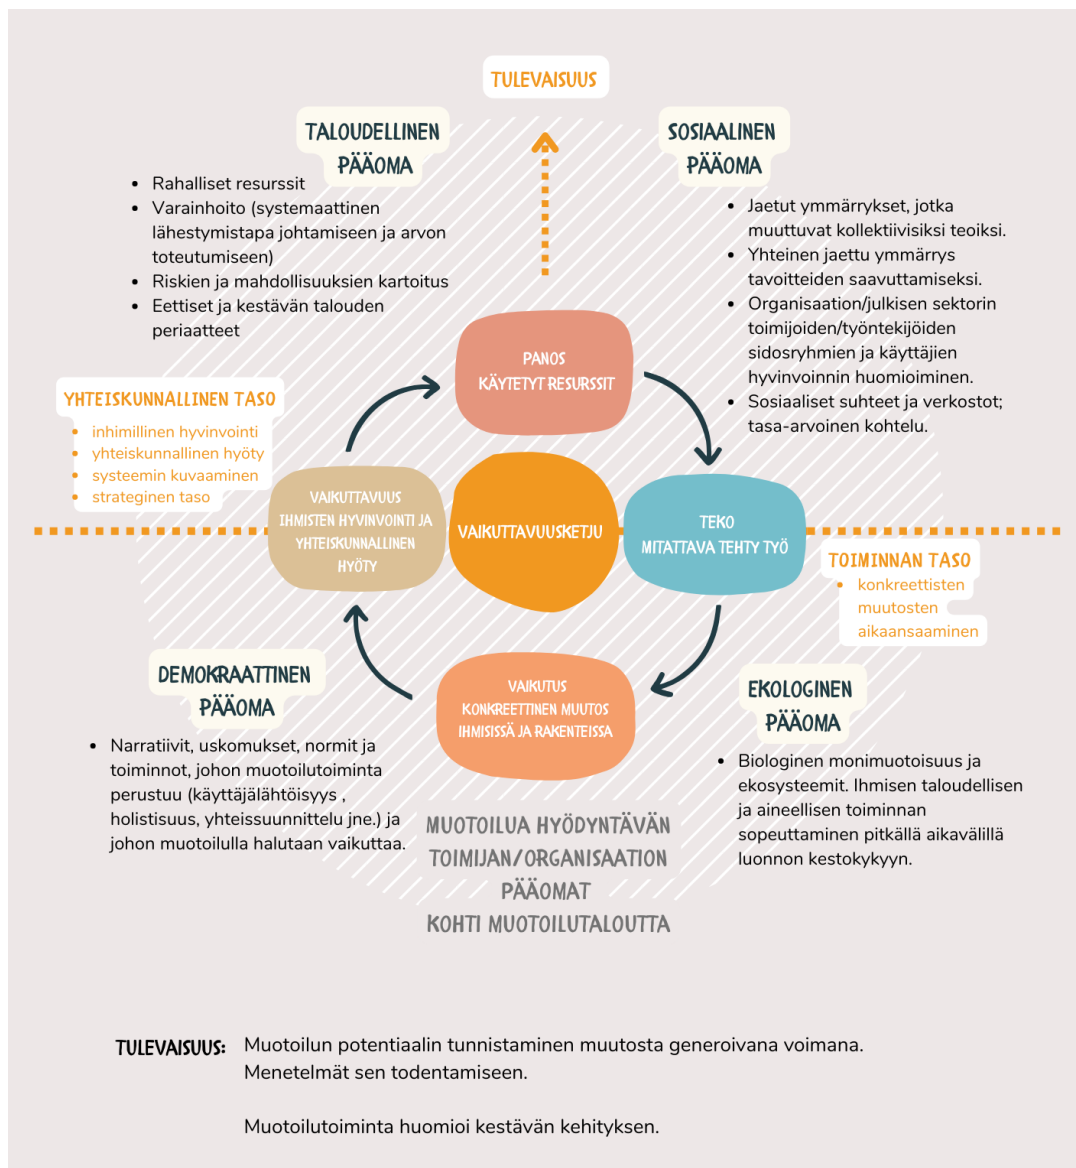 TULEVAISUUS
TALOUDELLINEN
PÄÄOMA
• Rahalliset resurssit
• Varainhoito (systemaattinen
lähestymistapa johtamiseen ja arvon
toteutumiseen)
• Riskien ja mahdollisuuksien kartoitus
• Eettiset ja kestävän talouden
periaatteet
SOSIAALINEN
PÄÄOMA
• Jaetut ymmärrykset, jotka
muuttuvat kollektiivisiksi teoiksi.
• Yhteinen jaettu ymmärrys
tavoitteiden saavuttamiseksi.
• Organisaation/julkisen sektorin
toimijoiden/työntekijöiden
sidosryhmien ja käyttäjien
hyvinvoinnin huomioiminen.
• Sosiaaliset suhteet ja verkostot;
tasa-arvoinen kohtelu.
PANOS
KÄYTETYT RESURSSIT
YHTEISKUNNALLINEN TASO
• inhimillinen hyvinvointi
• yhteiskunnallinen hyöty
• systeemin kuvaaminen
• strateginen taso
VAIKUTTAVUUS
IHMISTEN HYVINVOINTI JA
YHTEISKUNNALLINEN
HYÖTY
VAIKUTTAVUUSKETJU
TEKO
MITATTAVA TEHTY TYÖ
TOIMINNAN TASO
• konkreettisten
muutosten
aikaansaaminen
VAIKUTUS
KONKREETTINEN MUUTOS
IHMISISSÄ JA RAKENTEISSA
DEMOKRAATTINEN
PÄÄOMA
• Narratiivit, uskomukset, normit ja
toiminnot, johon muotoilutoiminta
perustuu (käyttäjälähtöisyys ,
holistisuus, yhteissuunnittelu jne.) ja
johon muotoilulla halutaan vaikuttaa.
EKOLOGINEN
PÄÄOMA
• Biologinen monimuotoisuus ja
ekosysteemit. Ihmisen taloudellisen
ja aineellisen toiminnan
sopeuttaminen pitkällä aikavälillä
luonnon kestokykyyn.
MUOTOILUA HYÖDYNTÄVÄN
TOIMIJAN/ORGANISAATION
PÄÄOMAT
KOHTI MUOTOILUTALOUTTA
TULEVAISUUS: Muotoilun potentiaalin tunnistaminen muutosta generoivana voimana.
Menetelmät sen todentamiseen.
Muotoilutoiminta huomioi kestävän kehityksen.